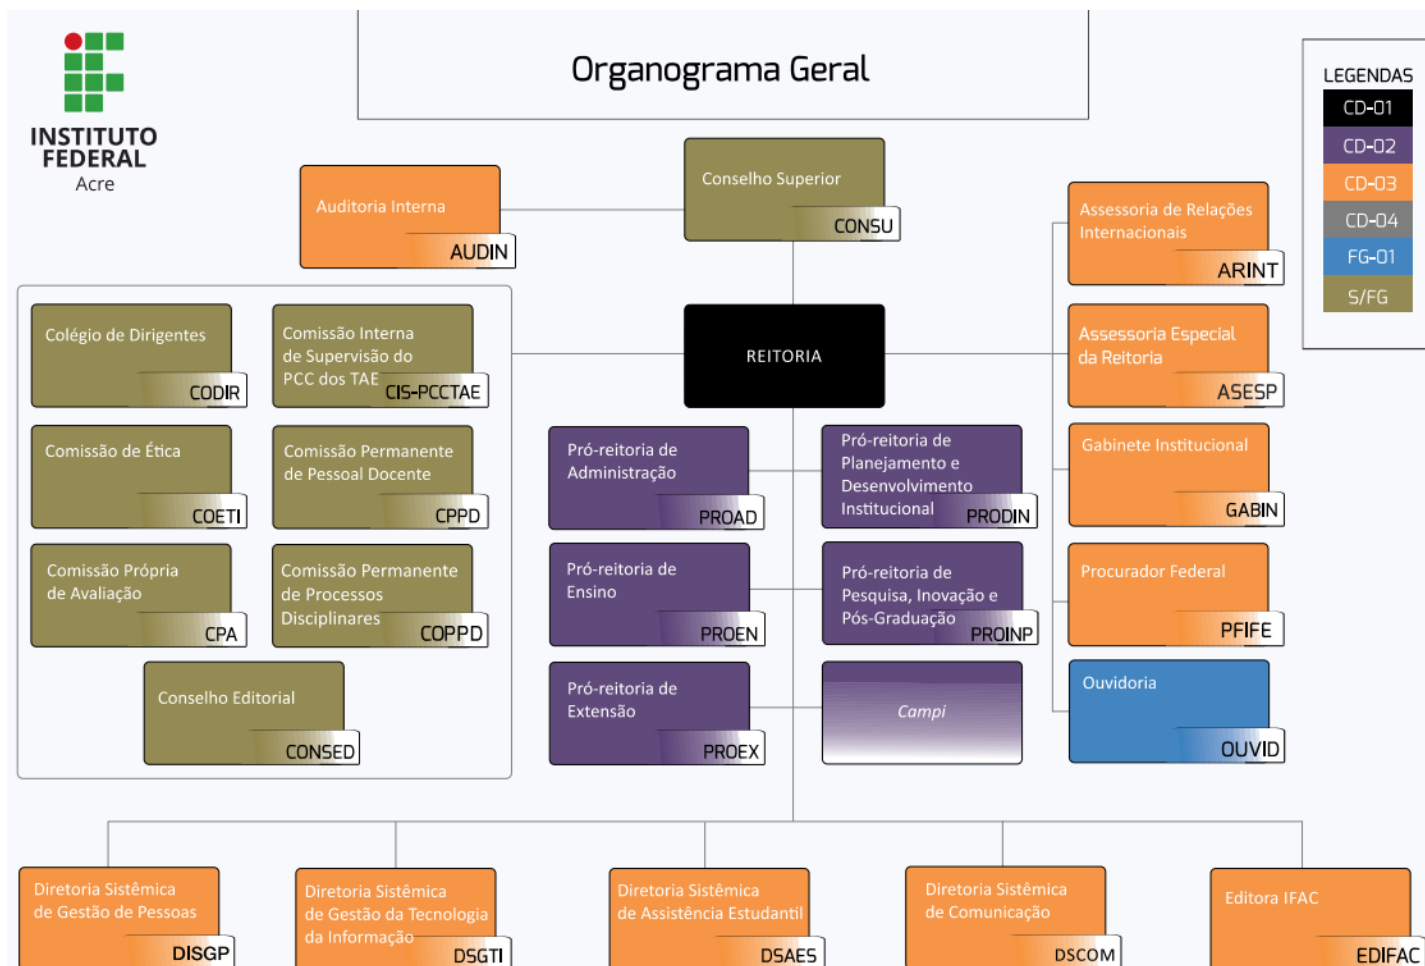 Organograma Geral
INSTITUTO
FEDERAL
Acre
LEGENDAS
CD-01
CD-02
CD-03
CD-04
FG-01
S/FG
Auditoria Interna
AUDIN
Conselho Superior
CONSU
Assessoria de Relações
Internacionais
ARINT
Colégio de Dirigentes
CODIR
Comissão Interna
de Supervisão do
PCC dos TAE
CIS-PCCTAE
REITORIA
Assessoria Especial
da Reitoria
ASESP
Comissão de Ética
COETI
Comissão Permanente
de Pessoal Docente
CPPD
Pró-reitoria de
Administração
PROAD
Pró-reitoria de
Planejamento e
Desenvolvimento
Institucional
PRODIN
Gabinete Institucional
GABIN
Comissão Própria
de Avaliação
CPA
Comissão Permanente
de Processos
Disciplinares
COPPD
Pró-reitoria de
Ensino
PROEN
Pró-reitoria de
Pesquisa, Inovação e
Pós-Graduação
PROINP
Procurador Federal
PFIFE
Conselho Editorial
CONSED
Pró-reitoria de
Extensão
PROEX
Campi
Ouvidoria
OUVID
Diretoria Sistêmica
de Gestão de Pessoas
DISGP
Diretoria Sistêmica
de Gestão da Tecnologia
da Informação
DSGTI
Diretoria Sistêmica
de Assistência Estudantil
DSAES
Diretoria Sistêmica
de Comunicação
DSCOM
Editora IFAC
EDIFAC